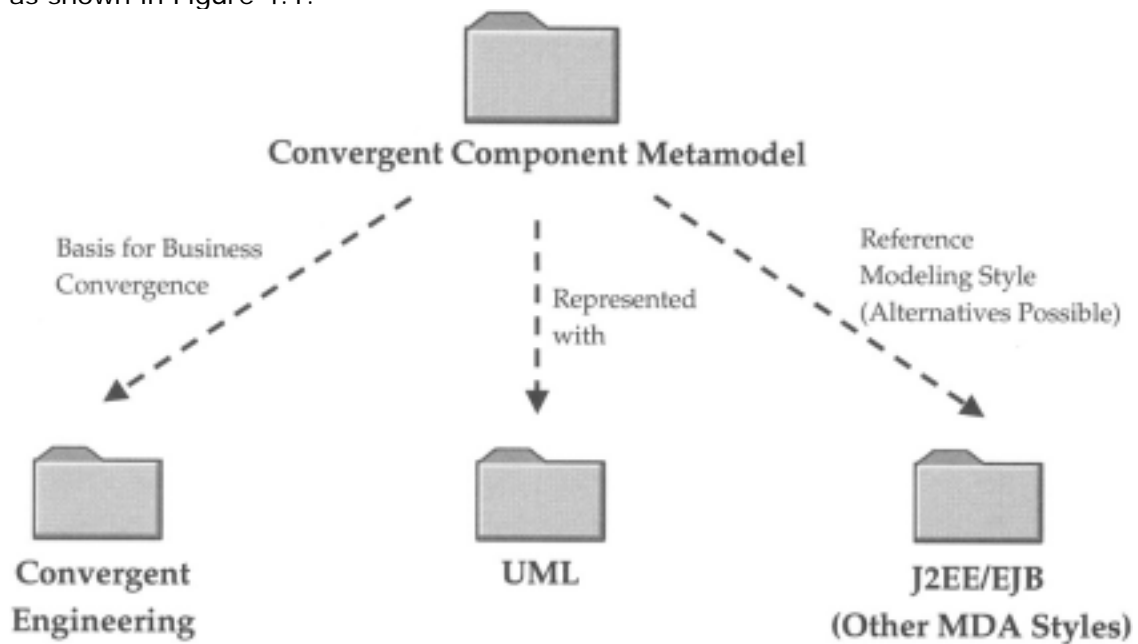 as shown in Figure 4.1.
Convergent Component Metamodel
Basis for Business
Convergence
Represented
with
Reference
Modeling Style
(Alternatives Possible)
Convergent
Engineering
UML
J2EE/EJB
(Other MDA Styles)